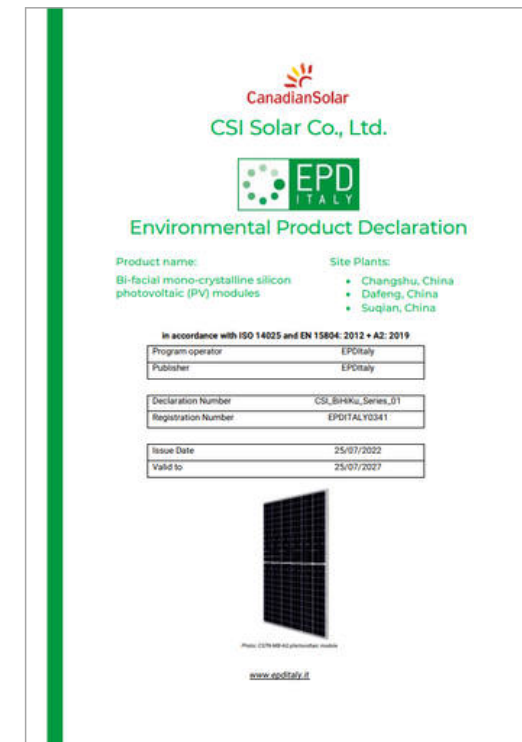 CanadianSolar
CSI Solar Co., Ltd.
EPD
ITALY
Environmental Product Declaration
Product name:
Bi-facial mono-crystalline silicon
photovoltaic (PV) modules
Site Plants:
• Changshu, China
• Dafeng, China
• Suqian, China
in accordance with ISO 14025 and EN 15804: 2012 + A2: 2019
Program operator EPDItaly
Publisher EPDItaly
Declaration Number CSI_BiHiKu_Series_01
Registration Number EPDITALY0341
Issue Date 25/07/2022
Valid to 25/07/2027
www.epditaly.it